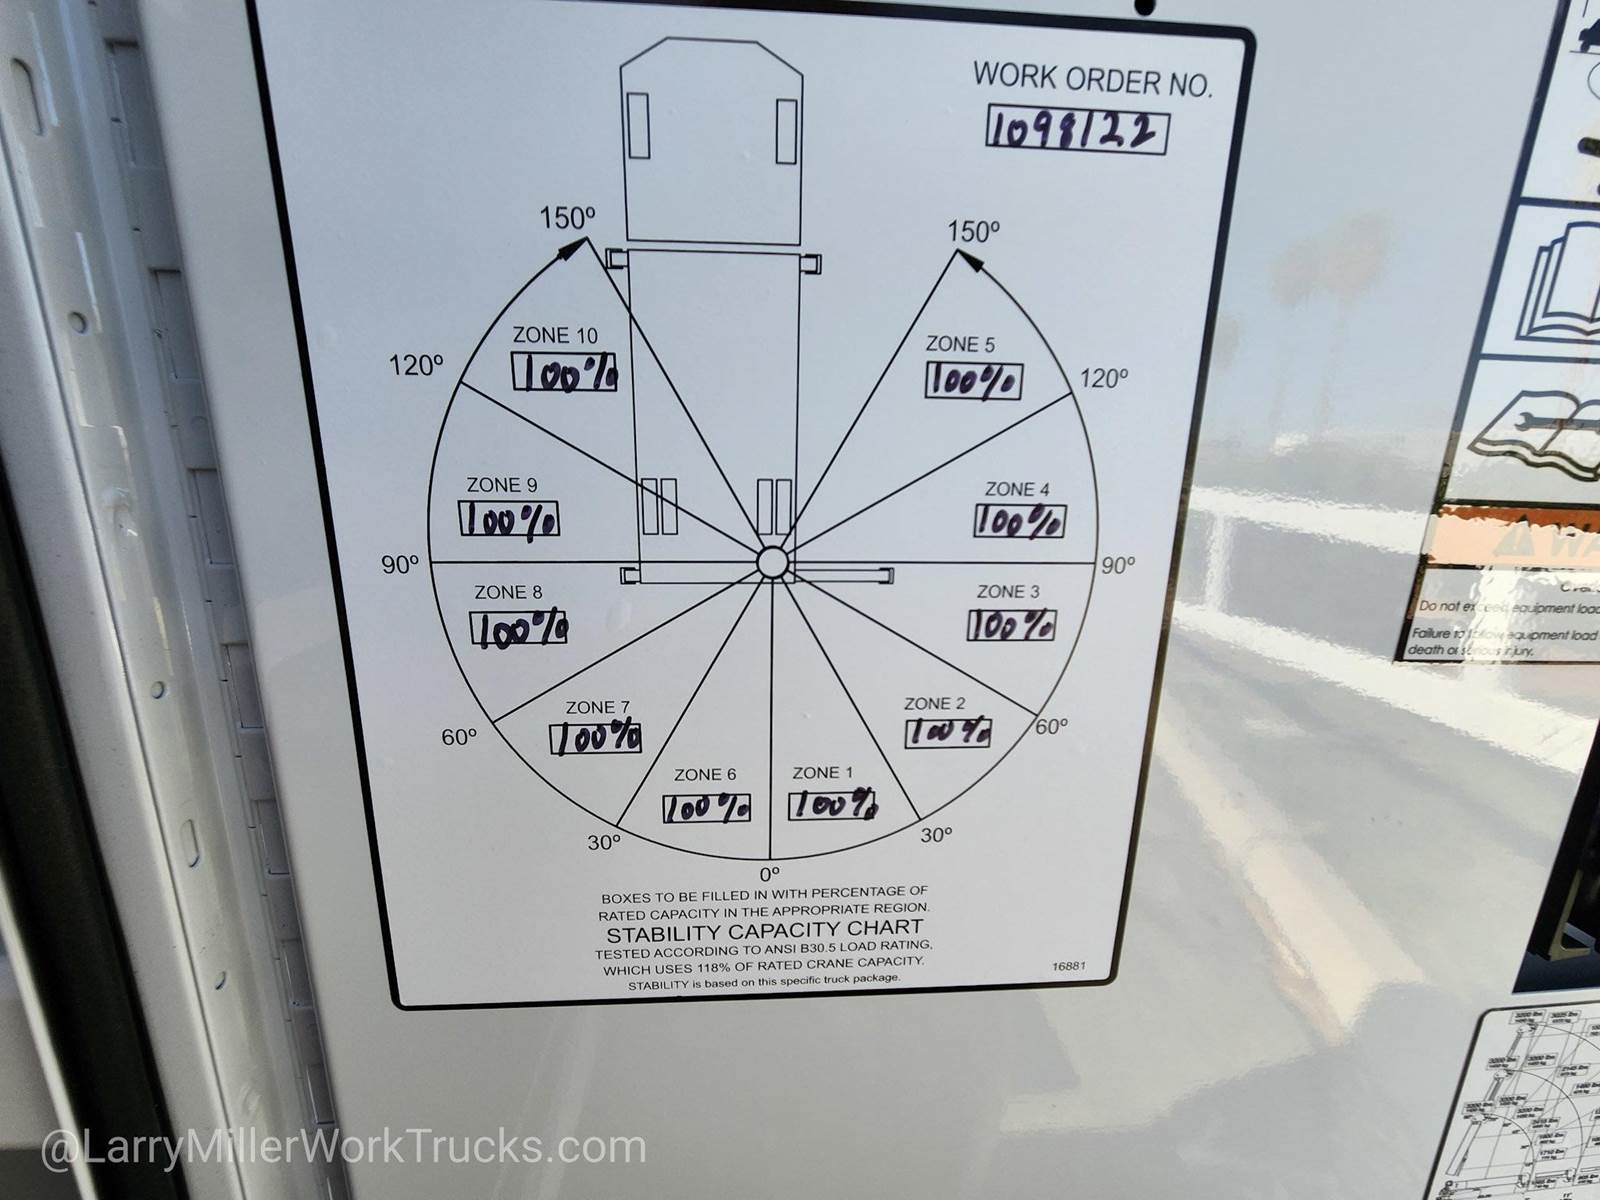 WORK ORDER NO.
1098122
150º
150º
ZONE 10
100%
ZONE 5
100%
120º
120º
ZONE 9
100%
ZONE 4
100%
90º
90º
ZONE 8
100%
ZONE 3
100%
ZONE 7
100%
ZONE 2
100%
60º
60º
ZONE 6
100%
ZONE 1
100%
30º
30º
0º
BOXES TO BE FILLED IN WITH PERCENTAGE OF
RATED CAPACITY IN THE APPROPRIATE REGION.
STABILITY CAPACITY CHART
TESTED ACCORDING TO ANSI B30.5 LOAD RATING,
WHICH USES 118% OF RATED CRANE CAPACITY.
STABILITY is based on this specific truck package.
16881
Do not exceed equipment load
Failure to follow equipment load
death or serious injury.
@LarryMillerWorkTrucks.com